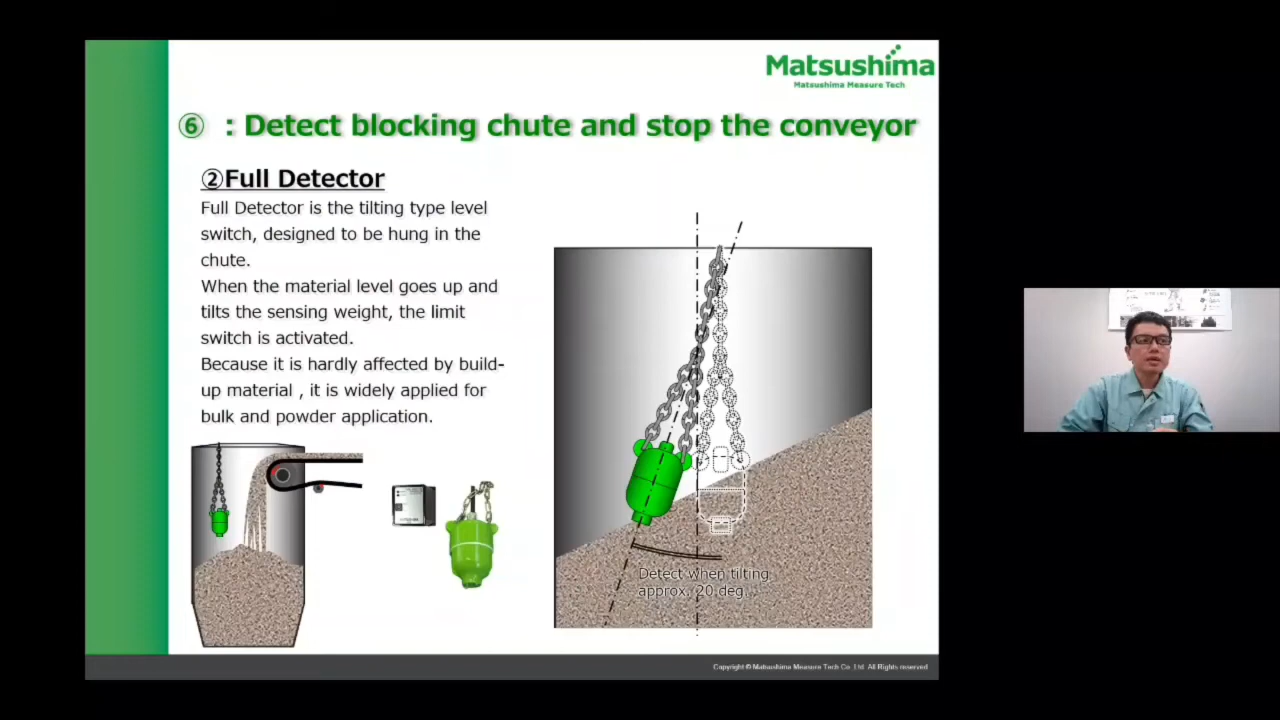 Matsushima
Matsushima Measure Tech
⑥ : Detect blocking chute and stop the conveyor
②Full Detector
Full Detector is the tilting type level
switch, designed to be hung in the
chute.
When the material level goes up and
tilts the sensing weight, the limit
switch is activated.
Because it is hardly affected by build-
up material , it is widely applied for
bulk and powder application.
Detect when tilting
approx. 20 deg.
Copyright © Matsushima Measure Tech Co. Ltd. All Rights reserved